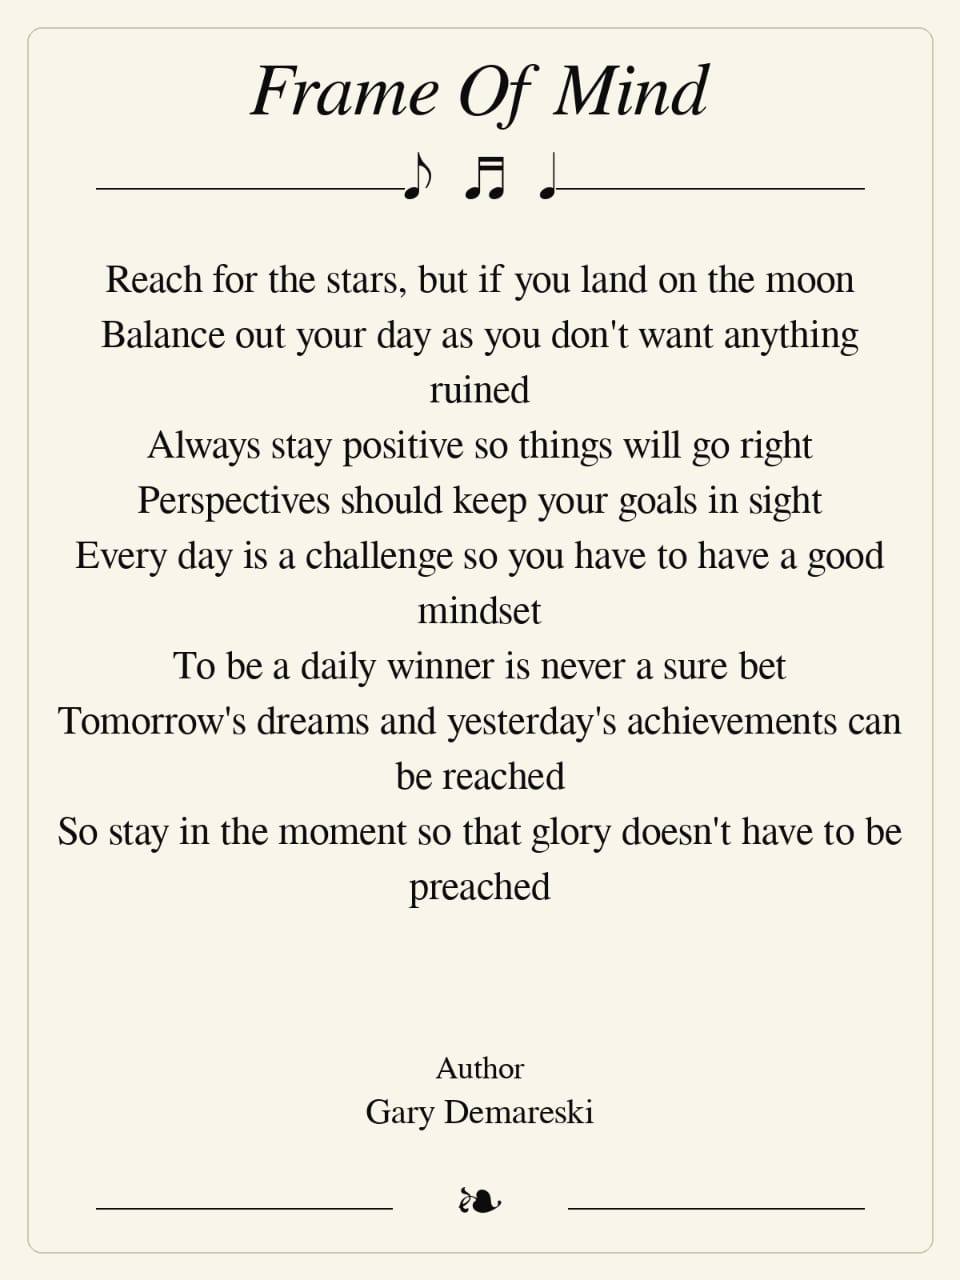 Frame Of Mind
Reach for the stars, but if you land on the moon
Balance out your day as you don't want anything
ruined
Always stay positive so things will go right
Perspectives should keep your goals in sight
Every day is a challenge so you have to have a good
mindset
To be a daily winner is never a sure bet
Tomorrow's dreams and yesterday's achievements can
be reached
So stay in the moment so that glory doesn't have to be
preached
Author
Gary Demareski